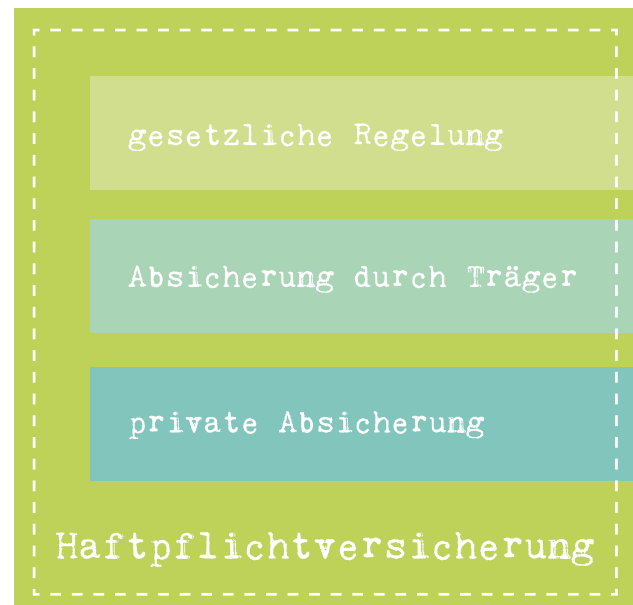 gesetzliche Regelung
Absicherung durch Träger
private Absicherung
Haftpflichtversicherung